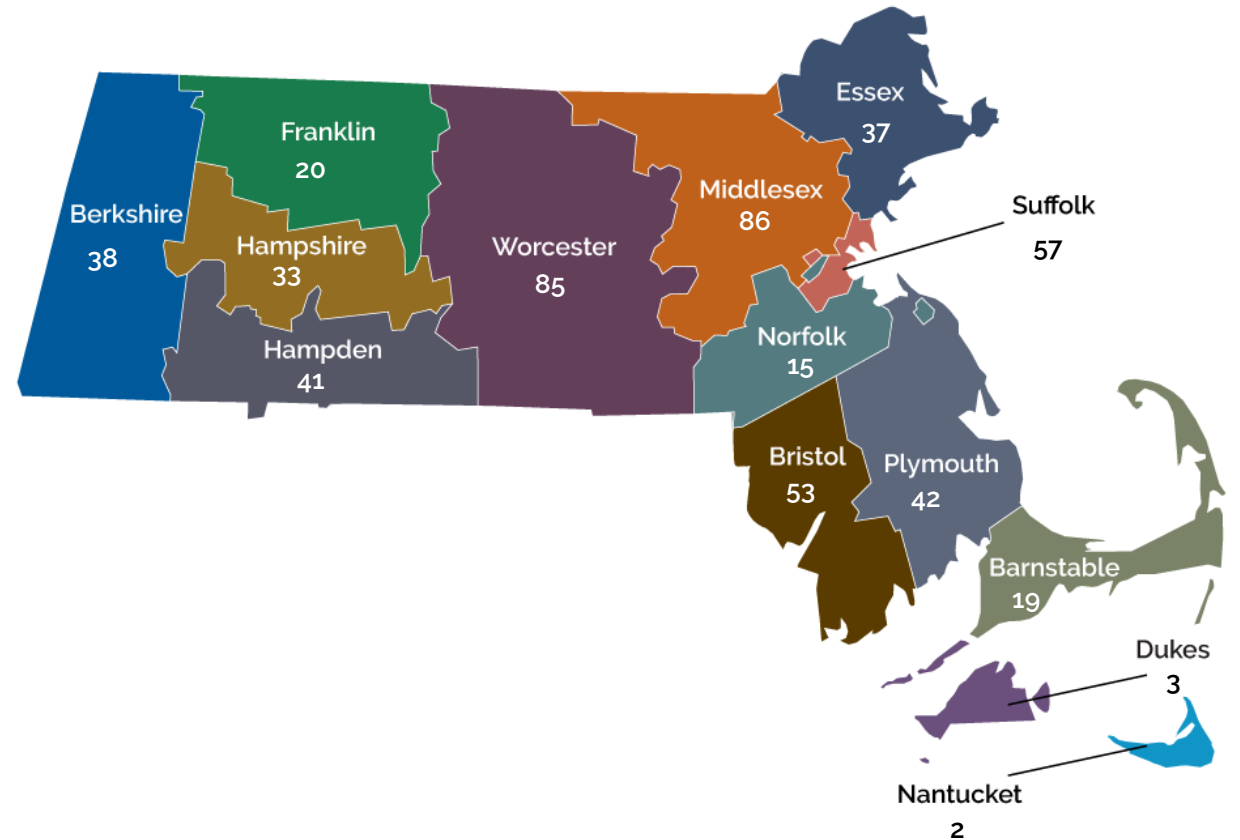 Essex
37
Franklin
20
Middlesex
86
Suffolk
57
Berkshire
38
Hampshire
33
Worcester
85
Norfolk
15
Hampden
41
Bristol
53
Plymouth
42
Barnstable
19
Dukes
3
Nantucket
2